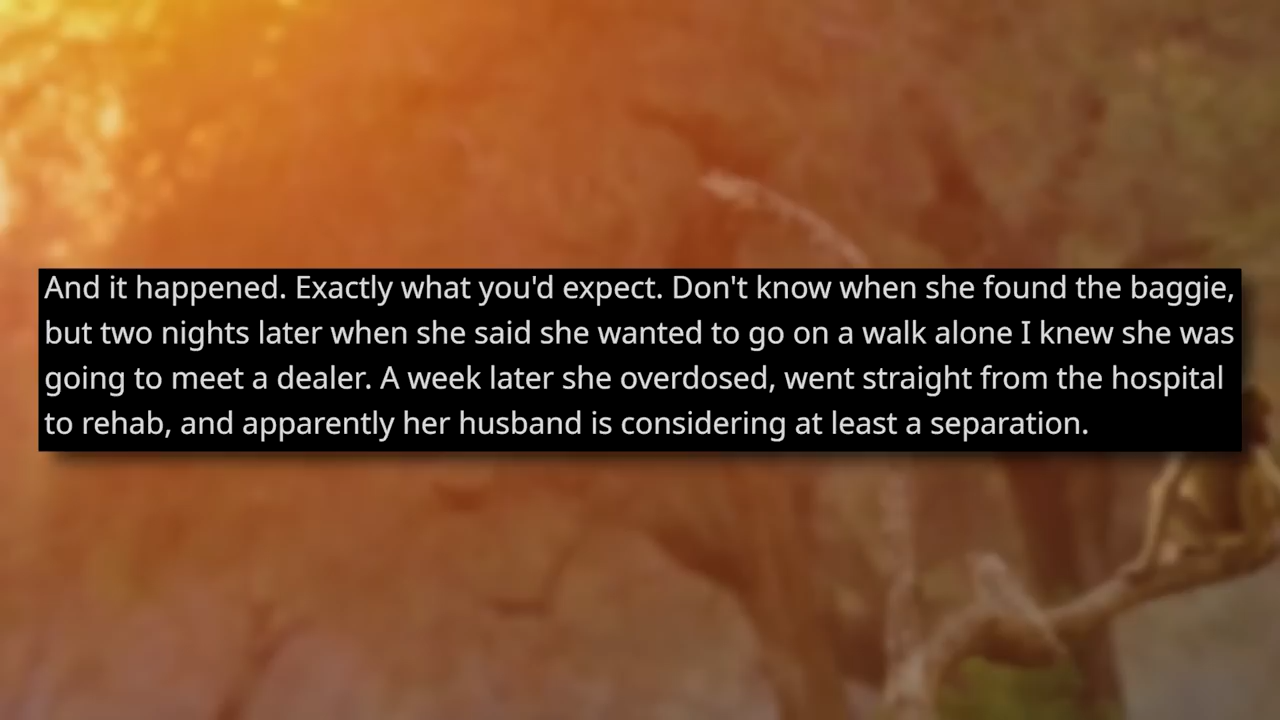 And it happened. Exactly what you'd expect. Don't know when she found the baggie,
but two nights later when she said she wanted to go on a walk alone I knew she was
going to meet a dealer. A week later she overdosed, went straight from the hospital
to rehab, and apparently her husband is considering at least a separation.